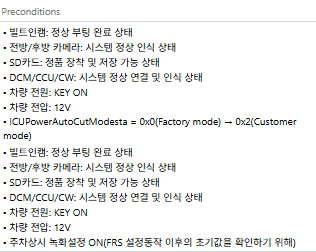 Preconditions
• 빌트인캠: 정상 부팅 완료 상태
• 전방/후방 카메라: 시스템 정상 인식 상태
• SD카드: 정품 장착 및 저장 가능 상태
• DCM/CCU/CW: 시스템 정상 연결 및 인식 상태
• 차량 전원: KEY ON
• 차량 전압: 12V
• ICUPowerAutoCutModesta = 0x0(Factory mode) → 0x2(Customer
mode)
• 빌트인캠: 정상 부팅 완료 상태
• 전방/후방 카메라: 시스템 정상 인식 상태
• SD카드: 정품 장착 및 저장 가능 상태
• DCM/CCU/CW: 시스템 정상 연결 및 인식 상태
• 차량 전원: KEY ON
• 차량 전압: 12V
• 주차상시 녹화설정 ON(FRS 설정동작 이후의 초기값을 확인하기 위해)